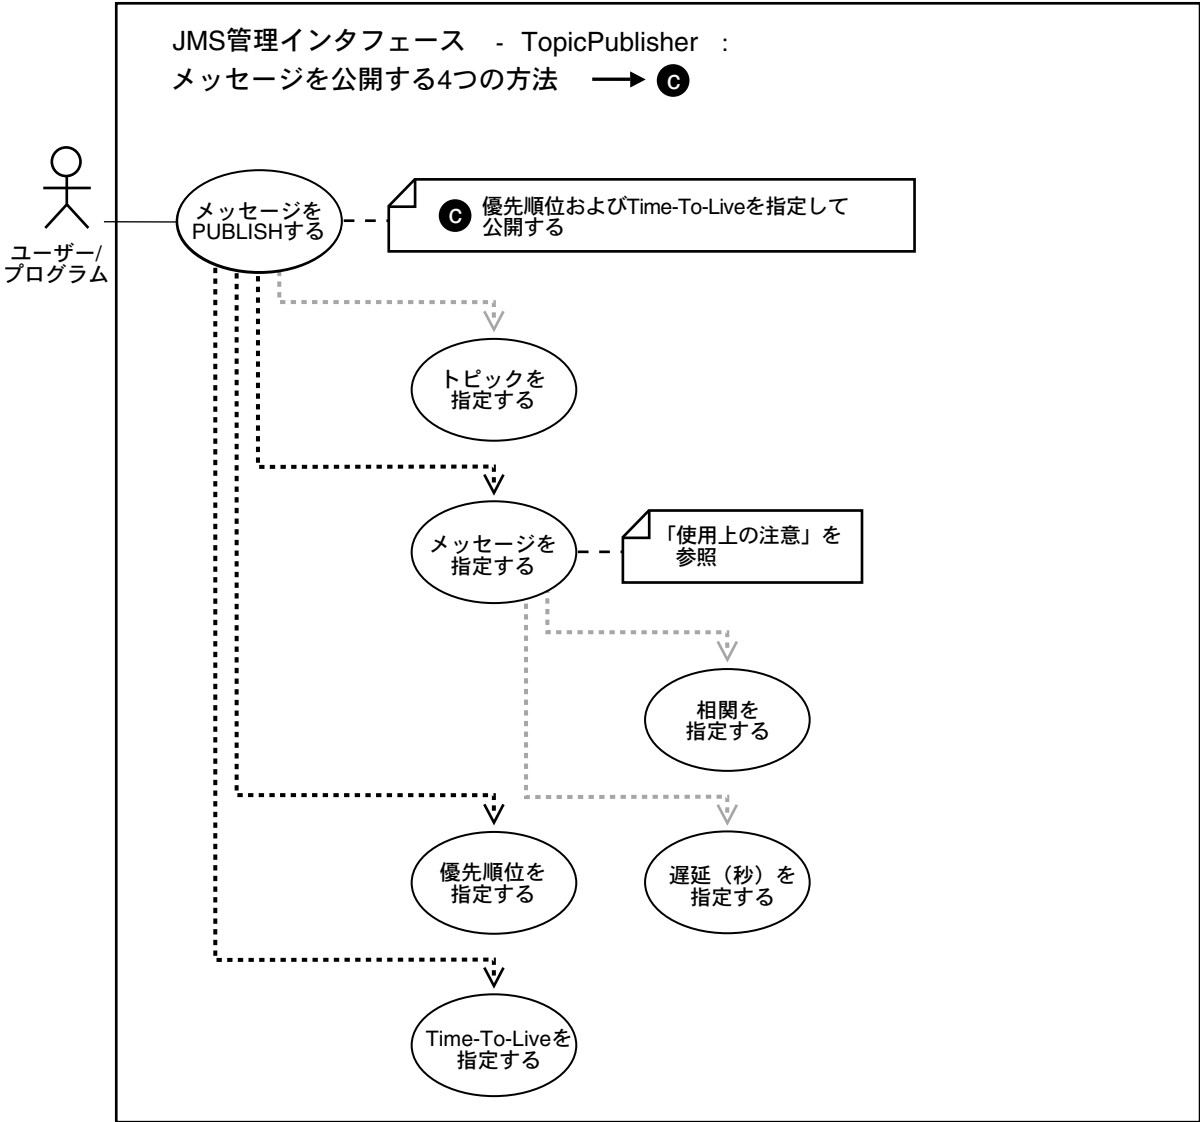 JMS管理インタフェース - TopicPublisher :
メッセージを公開する4つの方法 C
ユーザー/
プログラム
メッセージを
PUBLISHする
C 優先順位およびTime-To-Liveを指定して
公開する
トピックを
指定する
メッセージを
指定する
「使用上の注意」を
参照
相関を
指定する
優先順位を
指定する
遅延（秒）を
指定する
Time-To-Liveを
指定する